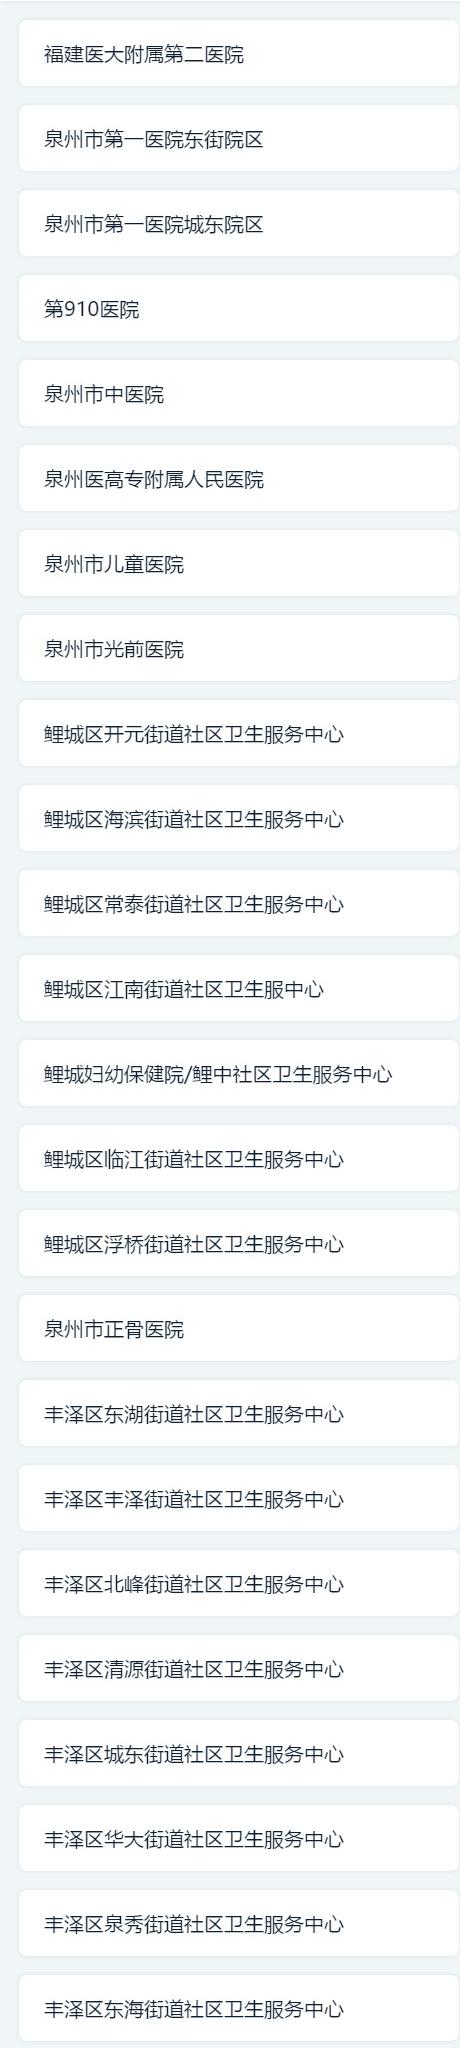 福建医大附属第二医院
泉州市第一医院东街院区
泉州市第一医院城东院区
第910医院
泉州市中医院
泉州医高专附属人民医院
泉州市儿童医院
泉州市光前医院
鲤城区开元街道社区卫生服务中心
鲤城区海滨街道社区卫生服务中心
鲤城区常泰街道社区卫生服务中心
鲤城区江南街道社区卫生服中心
鲤城妇幼保健院/鲤中社区卫生服务中心
鲤城区临江街道社区卫生服务中心
鲤城区浮桥街道社区卫生服务中心
泉州市正骨医院
丰泽区东湖街道社区卫生服务中心
丰泽区丰泽街道社区卫生服务中心
丰泽区北峰街道社区卫生服务中心
丰泽区清源街道社区卫生服务中心
丰泽区城东街道社区卫生服务中心
丰泽区华大街道社区卫生服务中心
丰泽区泉秀街道社区卫生服务中心
丰泽区东海街道社区卫生服务中心